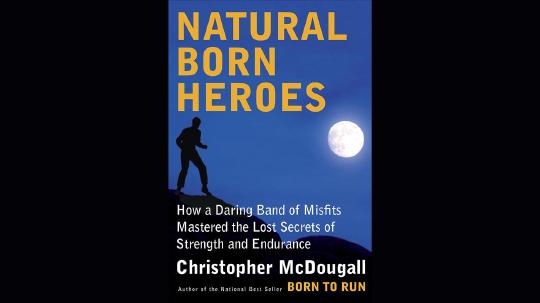 NATURAL
BORN
HEROES
How a Daring Band of Misfits
Mastered the Lost Secrets of
Strength and Endurance
Christopher McDougall
Author of the National Best Seller BORN TO RUN